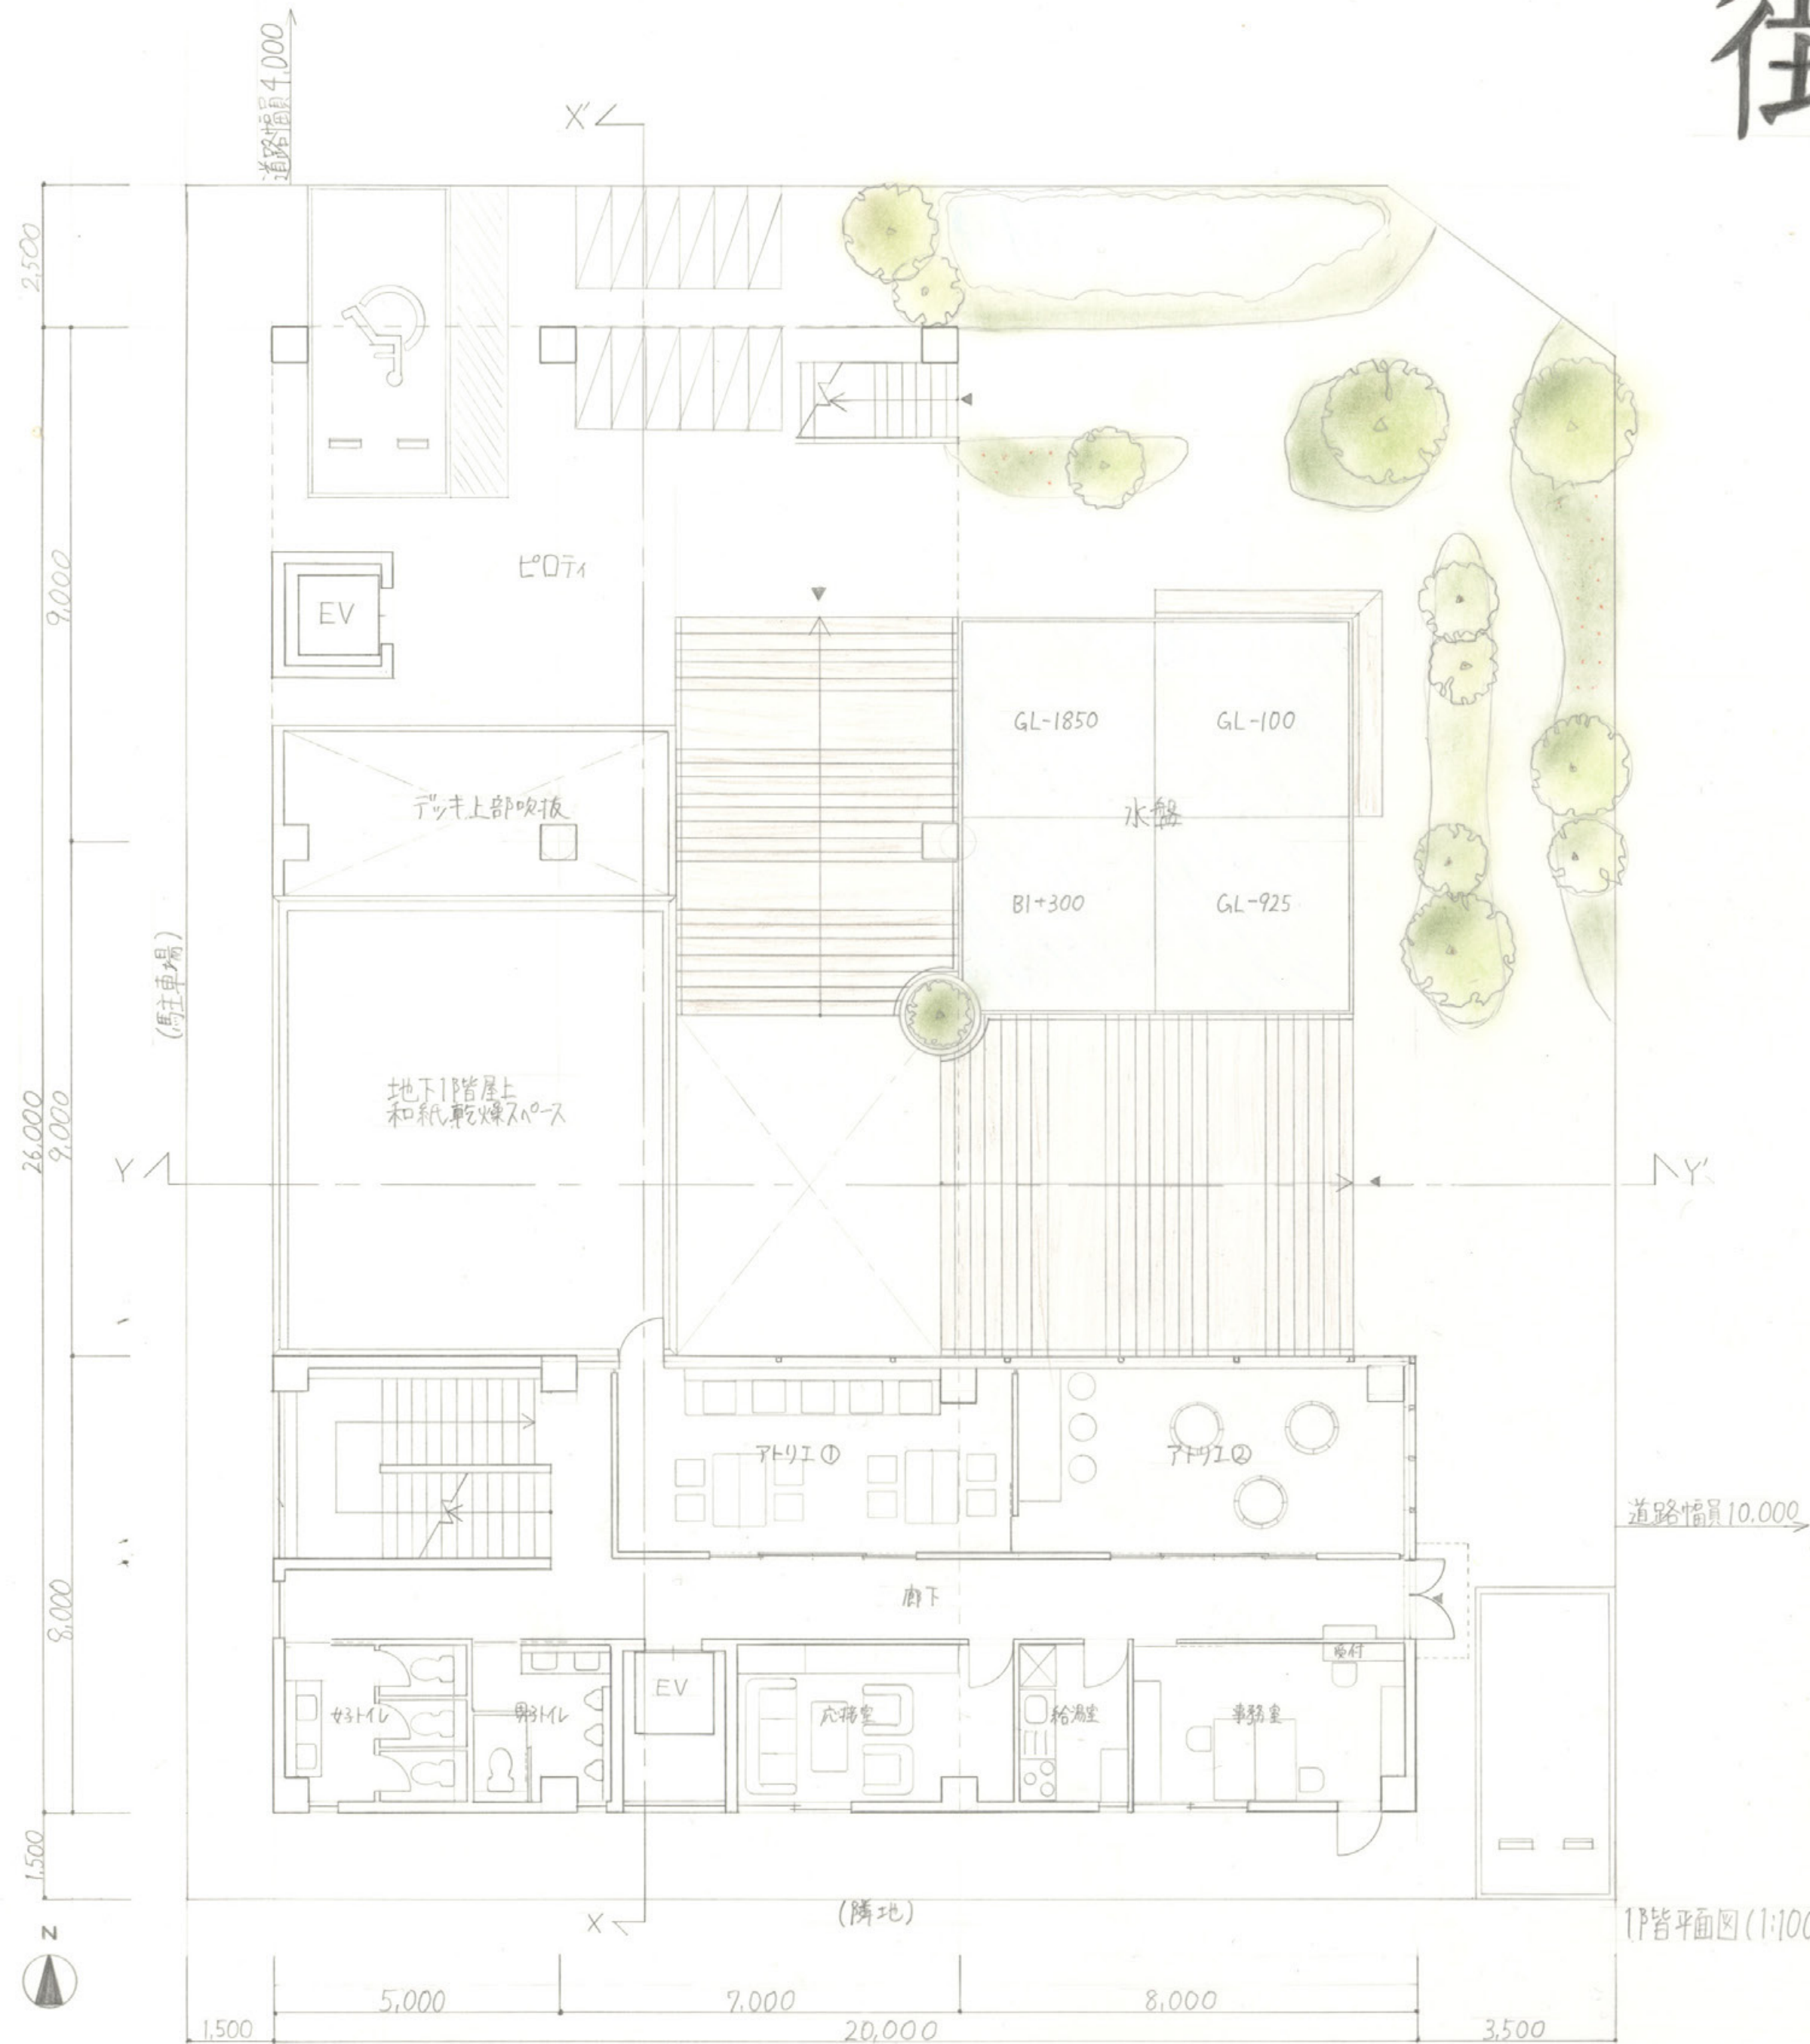 道路幅員4,000
X'
2,500
ピロティ
9,000
EV
GL-1850
GL-100
デッキ上部吹抜
水盤
B1+300
GL-925
(駐車場)
地下1階屋上
和紙乾燥スペース
26,000
9,000
Y
Y'
アトリエ①
アトリエ②
道路幅員10,000
廊下
8,000
受付
EV
女子トイレ
男子トイレ
応接室
給湯室
事務室
1,500
X
(隣地)
1階平面図(1:100
N
5,000
7,000
8,000
1,500
20,000
3,500